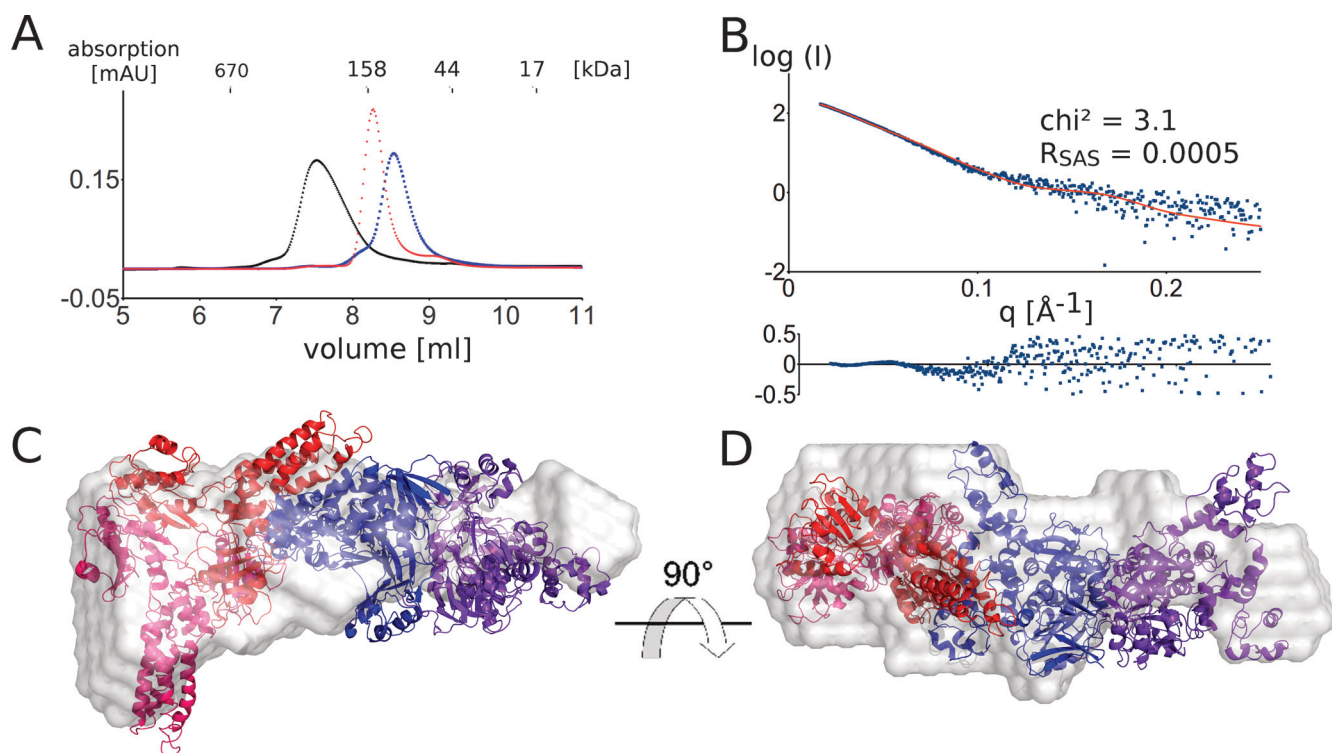 A
absorption
[mAU]
670 158 44 17 [kDa]
0.15
-0.05
5 6 7 8 9 10 11
volume [ml]
B
log (I)
chi² = 3.1
R_SAS = 0.0005
2
0
-2
0 0.1 0.2
q [Å⁻¹]
0.5
0
-0.5
C
90°
D